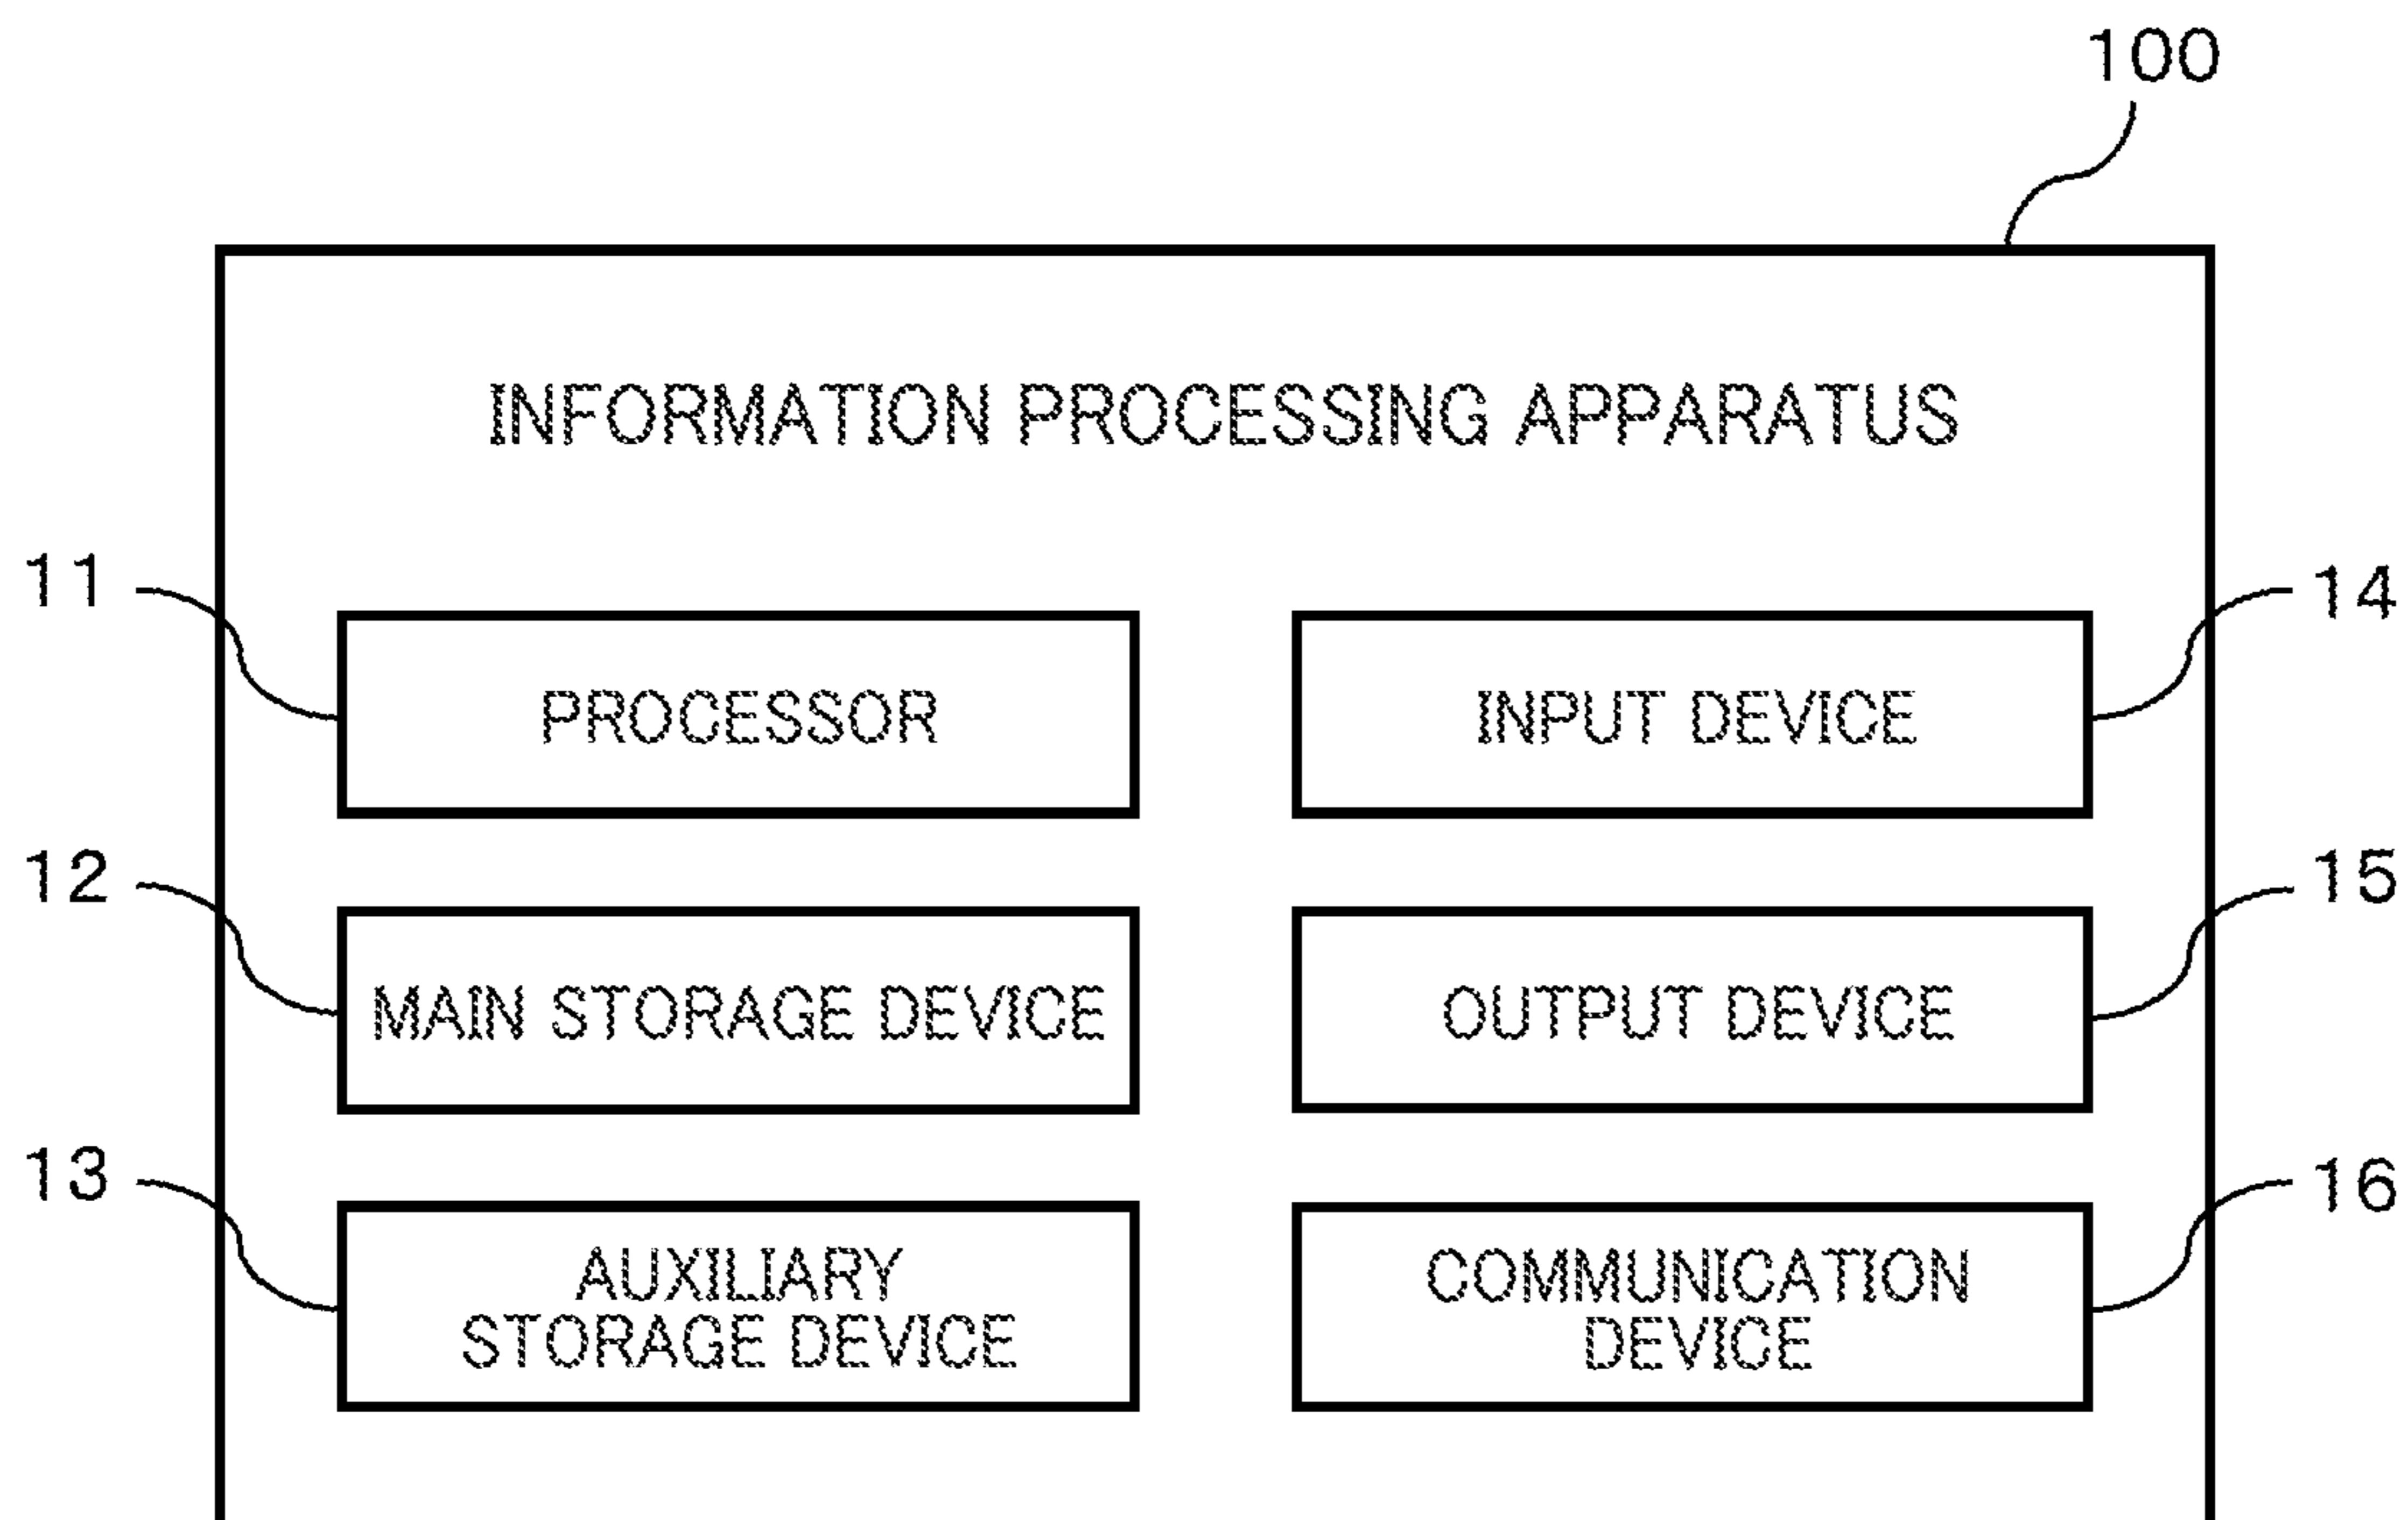 100
INFORMATION PROCESSING APPARATUS
11
PROCESSOR
INPUT DEVICE
14
12
MAIN STORAGE DEVICE
OUTPUT DEVICE
15
13
AUXILIARY
STORAGE DEVICE
COMMUNICATION
DEVICE
16